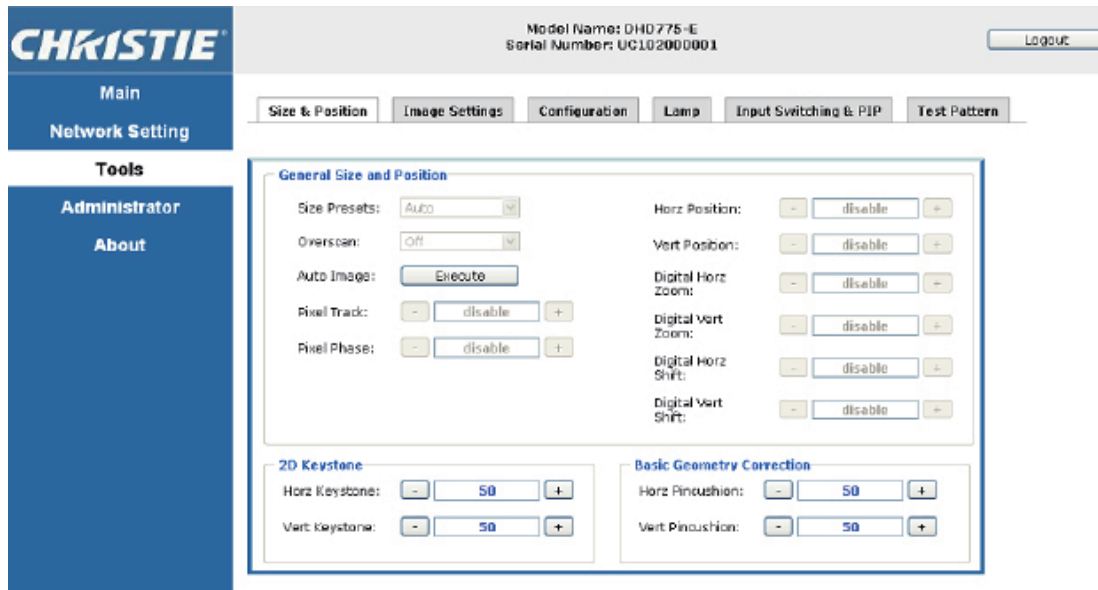 CHRISTIE
Model Name: DHD775-E
Serial Number: UC102000001
Logout
Main
Network Setting
Tools
Administrator
About
Size & Position
Image Settings
Configuration
Lamp
Input Switching & PIP
Test Pattern
General Size and Position
Size Presets: Auto
Overscan: Off
Auto Image: Execute
Pixel Track: - disable +
Pixel Phase: - disable +
Horz Position: - disable +
Vert Position: - disable +
Digital Horz
Zoom: - disable +
Digital Vert
Zoom: - disable +
Digital Horz
Shift: - disable +
Digital Vert
Shift: - disable +
2D Keystone
Horz Keystone: - 50 +
Vert Keystone: - 50 +
Basic Geometry Correction
Horz Pincushion: - 50 +
Vert Pincushion: - 50 +